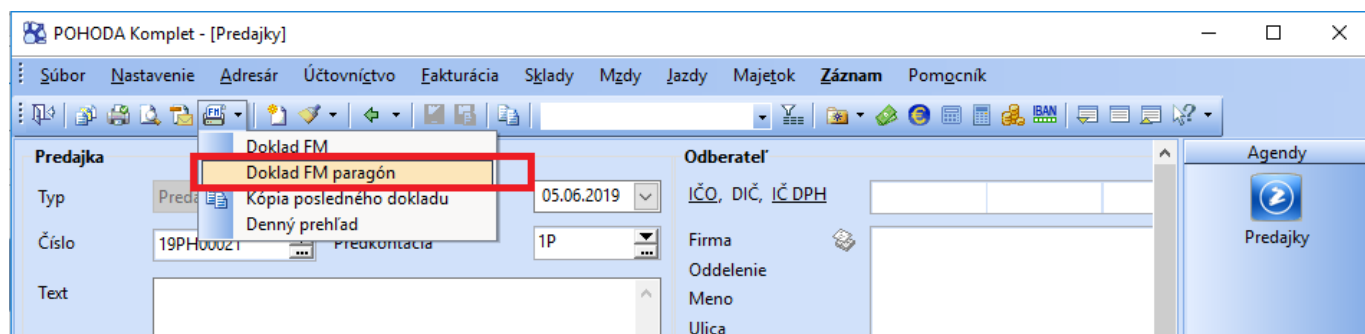 POHODA Komplet - [Predajky]
Súbor Nastavenie Adresár Účtovníctvo Fakturácia Sklady Mzdy Jazdy Majetok Záznam Pomocník
FM IBAN
Doklad FM
Predajka Odberateľ Agendy
Doklad FM paragón
Typ 05.06.2019 IČO, DIČ, IČ DPH
Kópia posledného dokladu
Denný prehľad
Číslo 19PH00021 Predkontácia 1P Firma Predajky
Oddelenie
Text Meno
Ulica